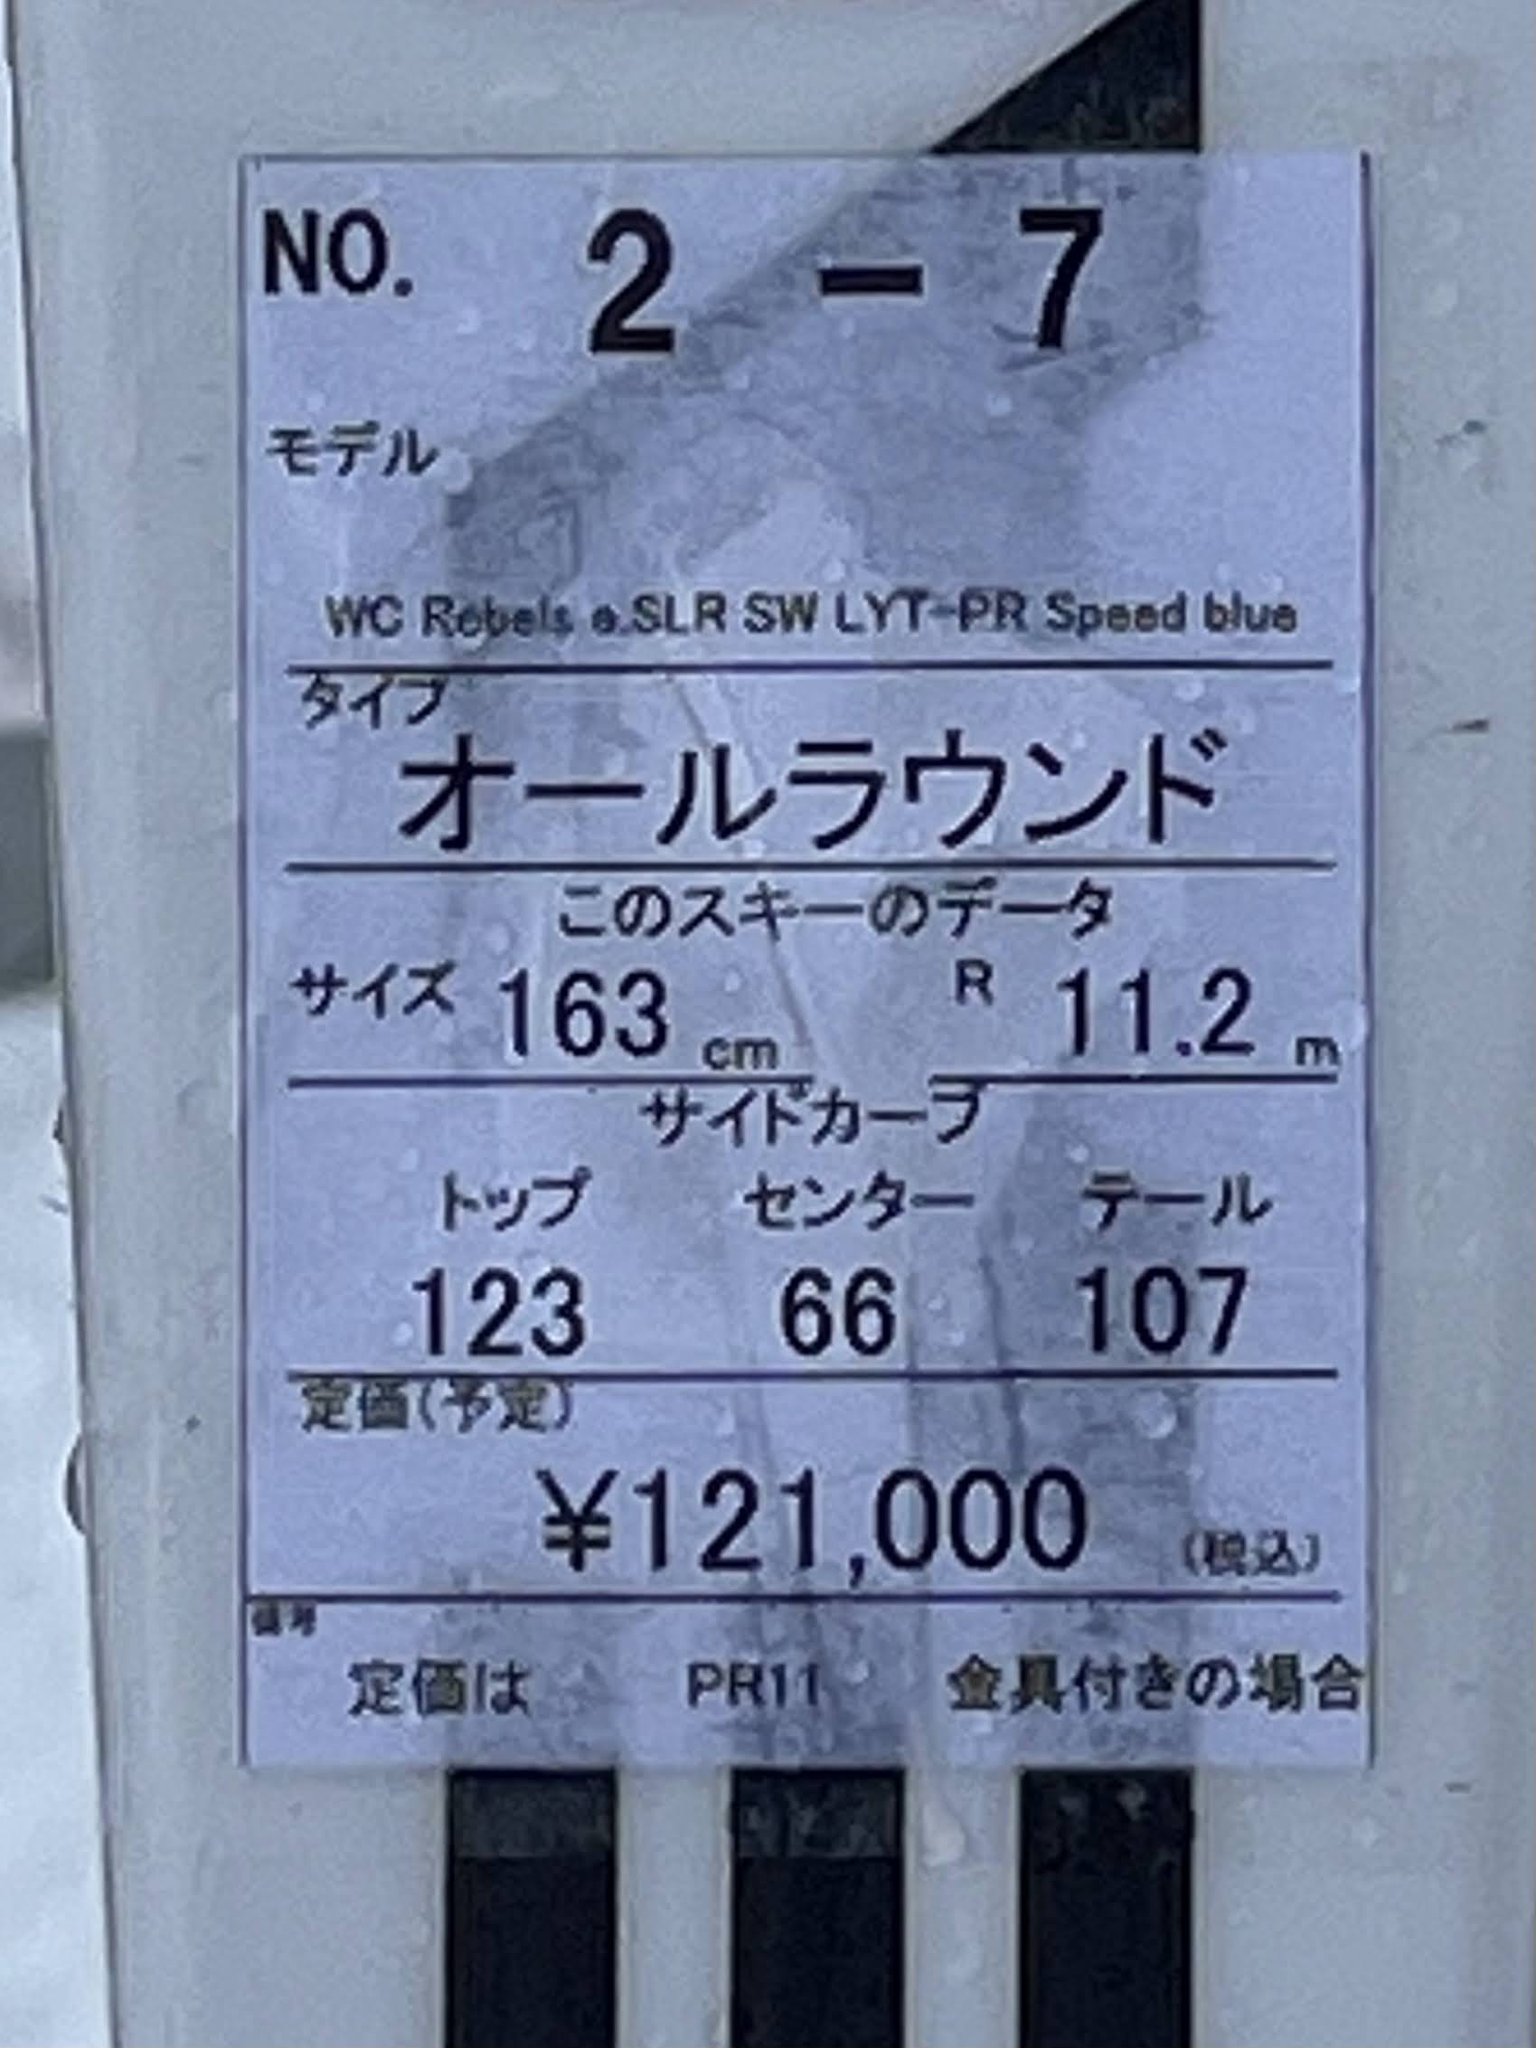 NO. 2 - 7
モデル
WC Rebels e.SLR SW LYT-PR Speed blue
タイプ
オールラウンド
このスキーのデータ
サイズ 163 cm R 11.2 m
サイドカーブ
トップ センター テール
123 66 107
定価(予定)
¥121,000 (税込)
備考
定価は PR11 金具付きの場合